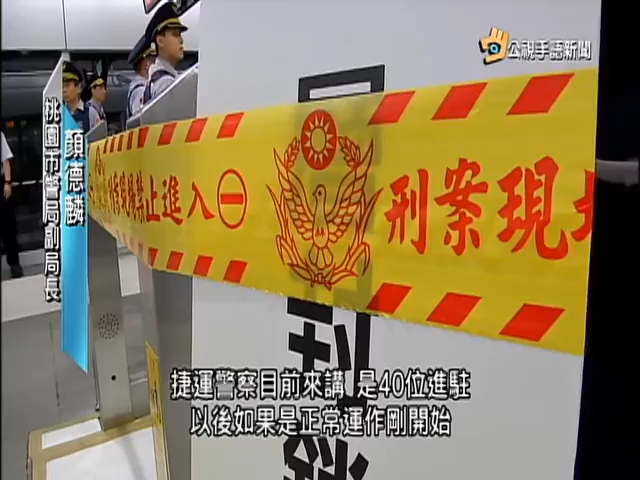 公視手語新聞
桃園市警局副局長
顏德麟
止進入
刑案現場
捷運警察目前來講 是40位進駐
以後如果是正常運作剛開始